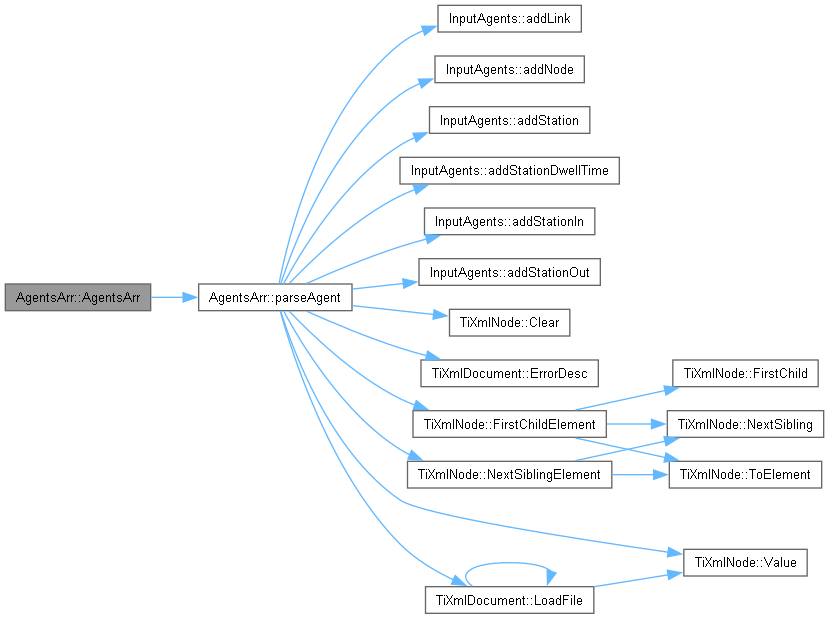 InputAgents::addLink
InputAgents::addNode
InputAgents::addStation
InputAgents::addStationDwellTime
InputAgents::addStationIn
InputAgents::addStationOut
AgentsArr::AgentsArr
AgentsArr::parseAgent
TiXmlNode::Clear
TiXmlDocument::ErrorDesc
TiXmlNode::FirstChild
TiXmlNode::FirstChildElement
TiXmlNode::NextSibling
TiXmlNode::NextSiblingElement
TiXmlNode::ToElement
TiXmlNode::Value
TiXmlDocument::LoadFile